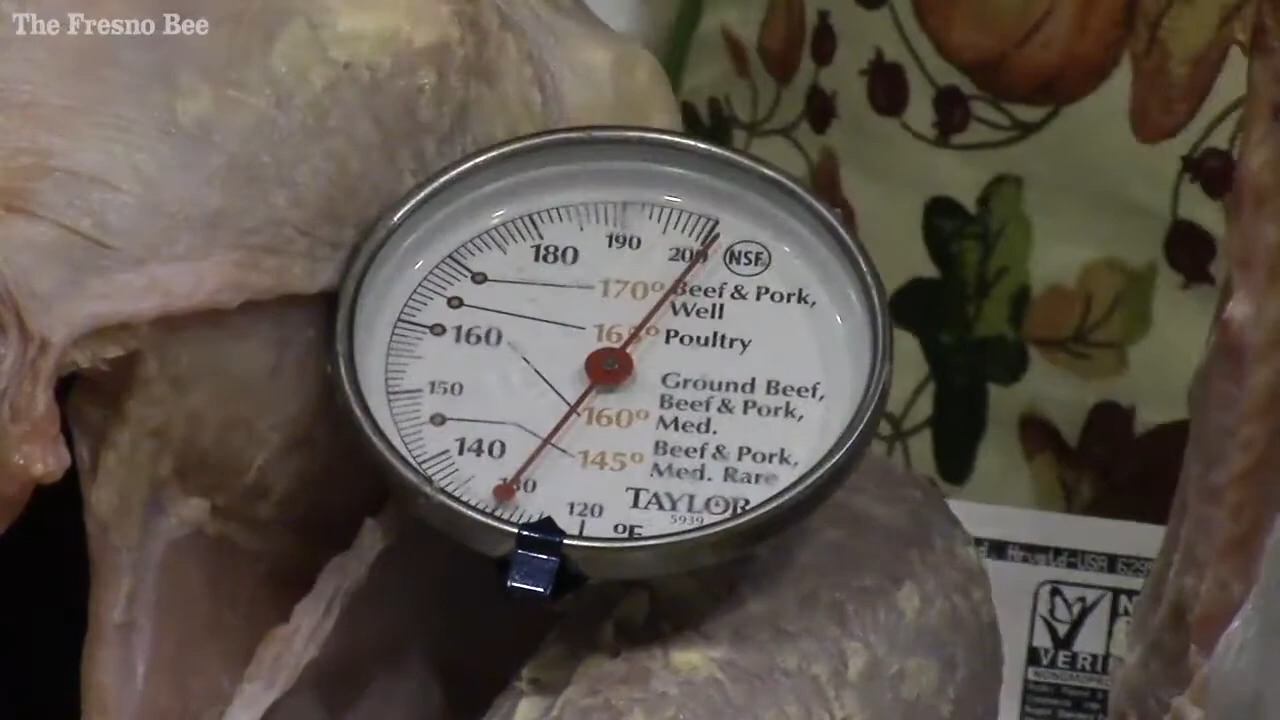 The Fresno Bee
180
190
200
NSF
170° Beef & Pork,
Well
160
Poultry
150
Ground Beef,
Beef & Pork,
160° Med.
140
145° Beef & Pork,
Med. Rare
120
TAYLOR
5939
°F
VERI